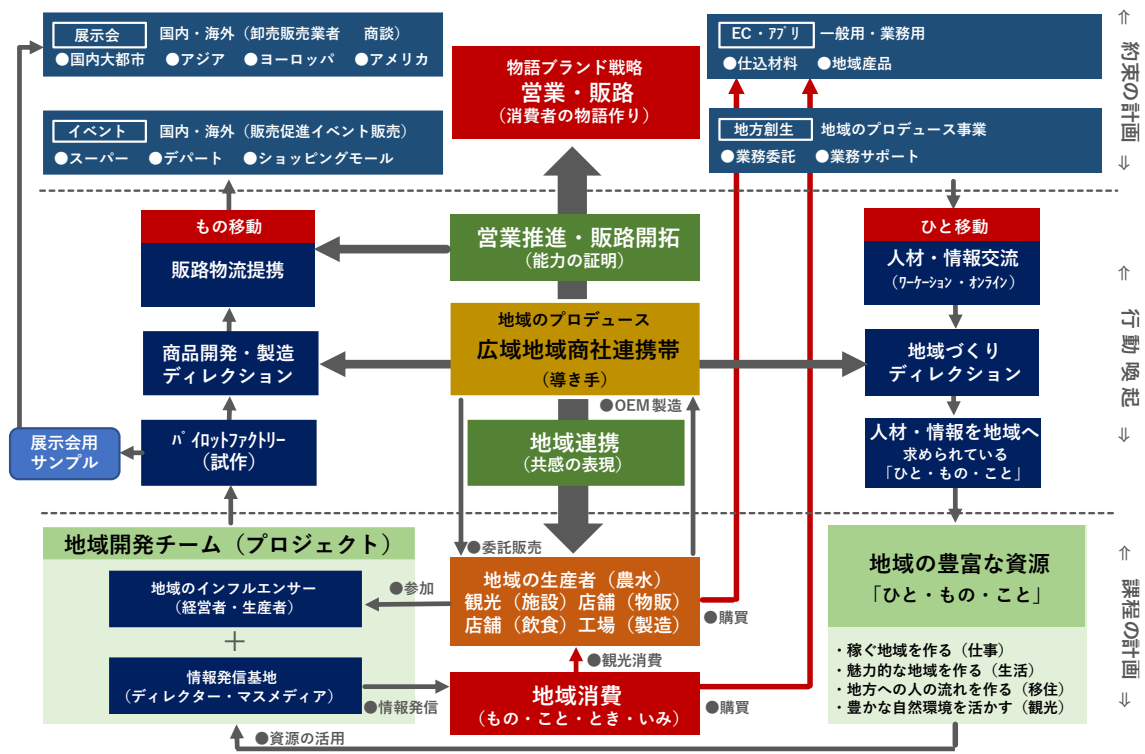 展示会 国内・海外(卸売販売業者 商談)
●国内大都市 ●アジア ●ヨーロッパ ●アメリカ
イベント 国内・海外(販売促進イベント販売)
●スーパー ●デパート ●ショッピングモール
物語ブランド戦略
営業・販路
(消費者の物語作り)
EC・アプリ 一般用・業務用
●仕込材料 ●地域産品
地方創生 地域のプロデュース事業
●業務委託 ●業務サポート
⇐ 約束の計画 ⇒
もの移動
販路物流提携
営業推進・販路開拓
(能力の証明)
ひと移動
人材・情報交流
(ワーケーション・オンライン)
商品開発・製造
ディレクション
地域のプロデュース
広域地域商社連携帯
(導き手)
地域づくり
ディレクション
⇐ 行動喚起 ⇒
展示会用
サンプル
パイロットファクトリー
(試作)
●OEM製造
地域連携
(共感の表現)
人材・情報を地域へ
求められている
「ひと・もの・こと」
地域開発チーム(プロジェクト)
地域のインフルエンサー
(経営者・生産者)
+
情報発信基地
(ディレクター・マスメディア)
●委託販売
●参加
地域の生産者(農水)
観光(施設)店舗(物販)
店舗(飲食)工場(製造)
●購買
●観光消費
●情報発信
地域消費
(もの・こと・とき・いみ)
●購買
地域の豊富な資源
「ひと・もの・こと」
・稼ぐ地域を作る(仕事)
・魅力的な地域を作る(生活)
・地方への人の流れを作る(移住)
・豊かな自然環境を活かす(観光)
⇐ 課程の計画 ⇒
●資源の活用